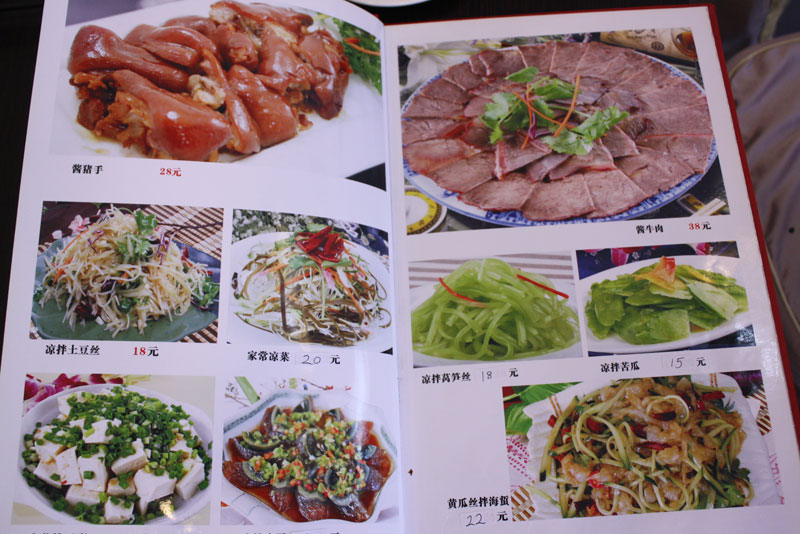 酱猪手 28元
凉拌土豆丝 18元
家常凉菜 20 元
酱牛肉 38元
凉拌莴笋丝 18 元
凉拌苦瓜 15 元
黄瓜丝拌海蜇
22 元